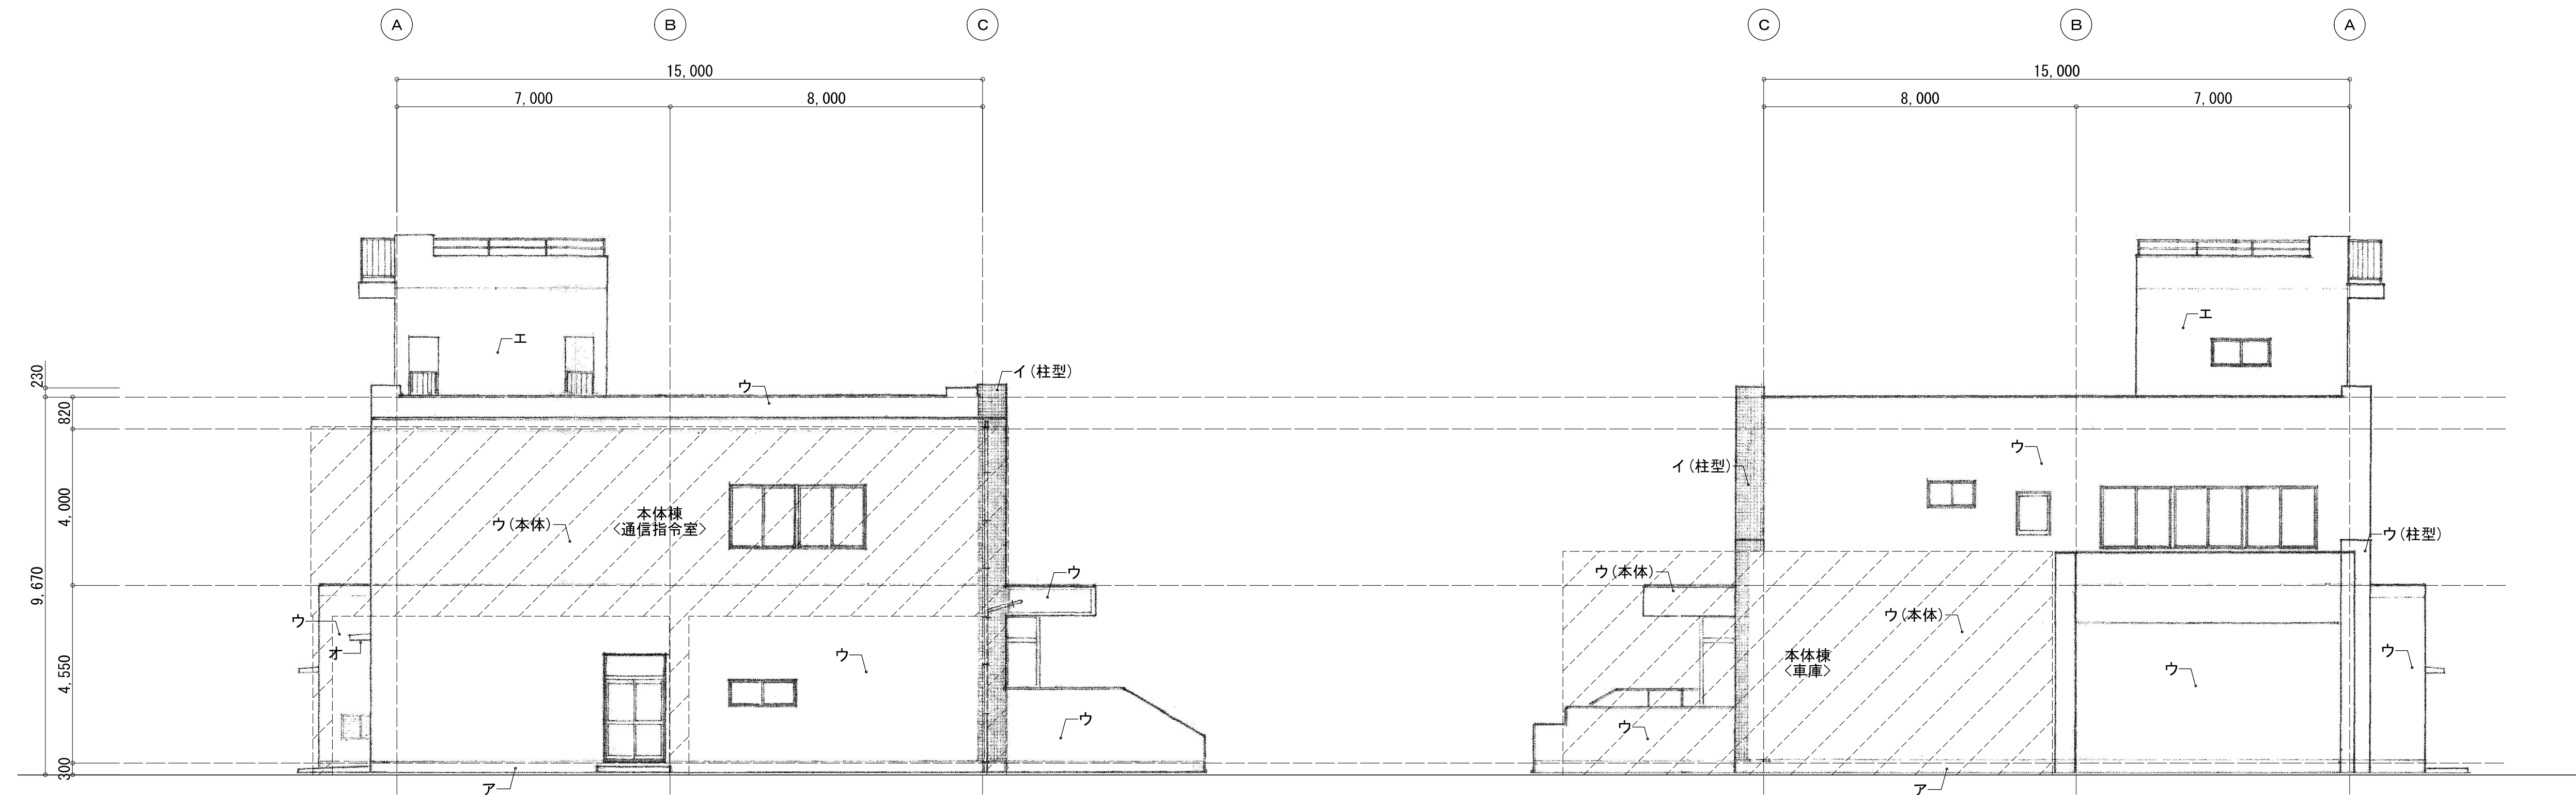 A B C C B A
15,000 15,000
7,000 8,000 8,000 7,000
エ
エ
230
イ(柱型)
ウ
820
ウ
イ(柱型)
4,000
ウ(本体)
本体棟
<通信指令室>
ウ(柱型)
ウ
ウ(本体)
9,670
ウ
オ
ウ(本体)
4,550
ウ
本体棟
<車庫>
ウ
ウ
ウ
ウ
300
ア
ア